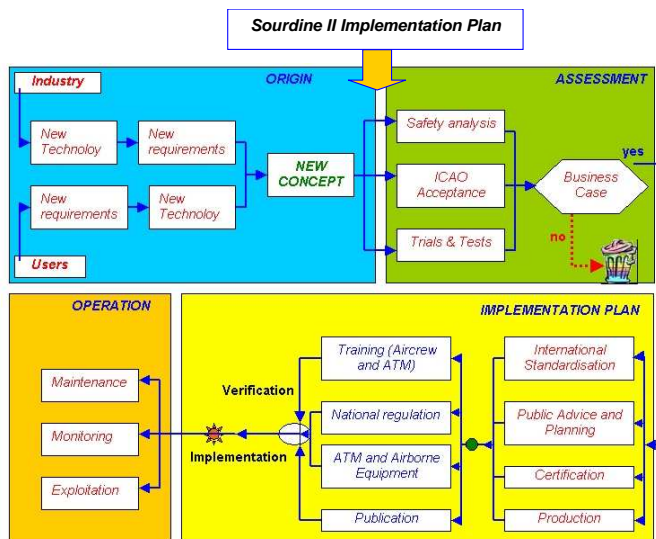 Sourdine II Implementation Plan
ORIGIN
Industry
New
Technoloy
New
requirements
New
requirements
New
Technoloy
Users
NEW
CONCEPT
ASSESSMENT
Safety analysis
ICAO
Acceptance
Trials & Tests
Business
Case
yes
no
OPERATION
Maintenance
Monitoring
Exploitation
IMPLEMENTATION PLAN
Training (Aircrew
and ATM)
Verification
National regulation
Implementation
ATM and Airborne
Equipment
Publication
International
Standardisation
Public Advice and
Planning
Certification
Production